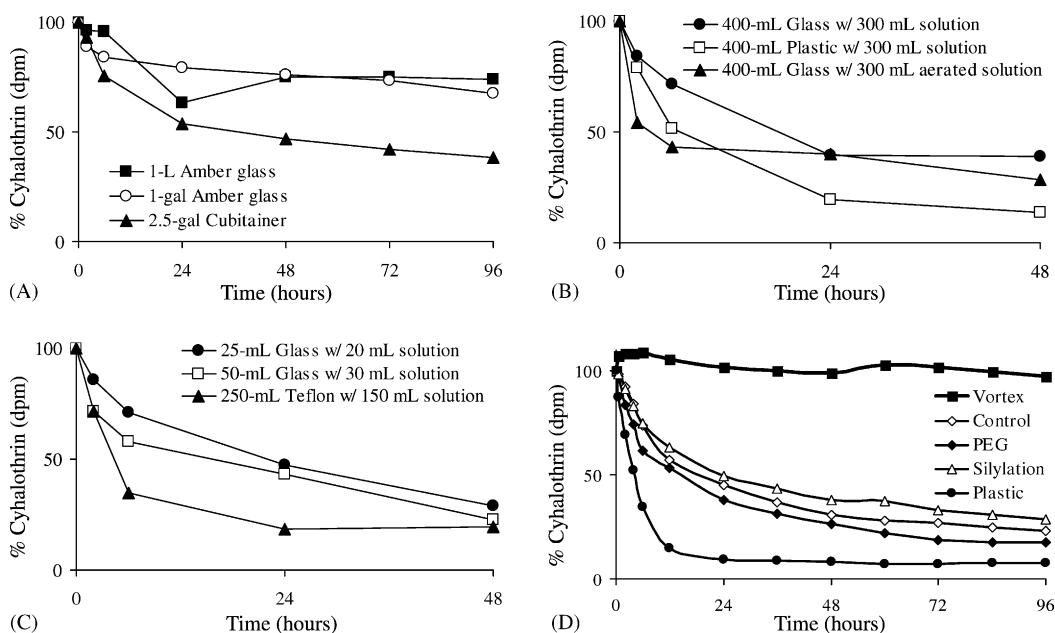 100
50
0
% Cyhalothrin (dpm)
1-L Amber glass
1-gal Amber glass
2.5-gal Cubitainer
0 24 48 72 96
Time (hours)
(A)
100
50
0
% Cyhalothrin (dpm)
400-mL Glass w/ 300 mL solution
400-mL Plastic w/ 300 mL solution
400-mL Glass w/ 300 mL aerated solution
0 24 48
Time (hours)
(B)
100
50
0
% Cyhalothrin (dpm)
25-mL Glass w/ 20 mL solution
50-mL Glass w/ 30 mL solution
250-mL Teflon w/ 150 mL solution
0 24 48
Time (hours)
(C)
100
50
0
% Cyhalothrin (dpm)
Vortex
Control
PEG
Silylation
Plastic
0 24 48 72 96
Time (hours)
(D)